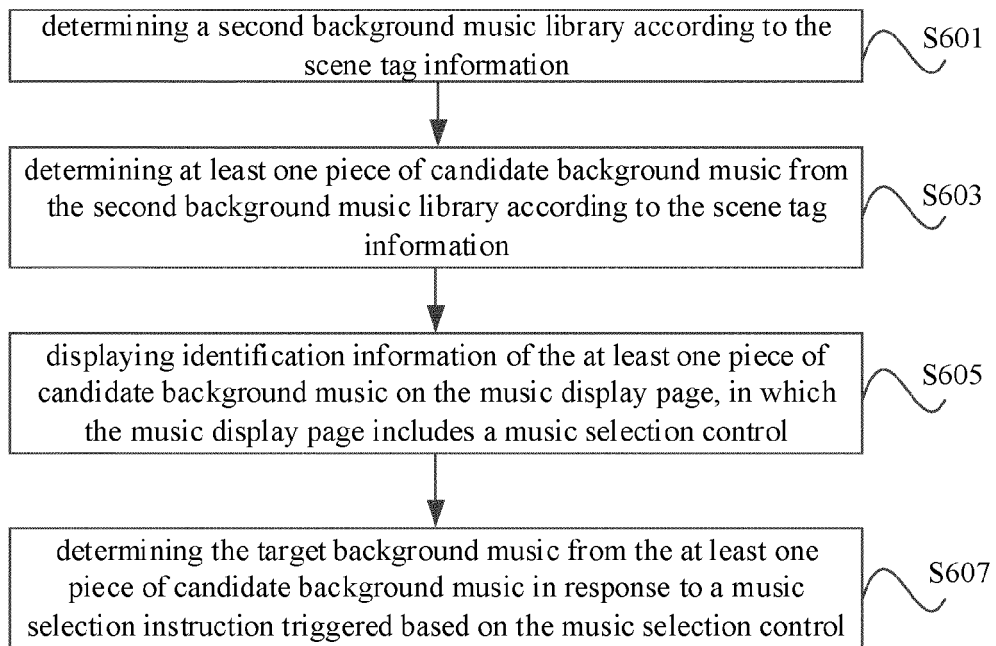 determining a second background music library according to the
scene tag information
S601
determining at least one piece of candidate background music from
the second background music library according to the scene tag
information
S603
displaying identification information of the at least one piece of
candidate background music on the music display page, in which
the music display page includes a music selection control
S605
determining the target background music from the at least one
piece of candidate background music in response to a music
selection instruction triggered based on the music selection control
S607